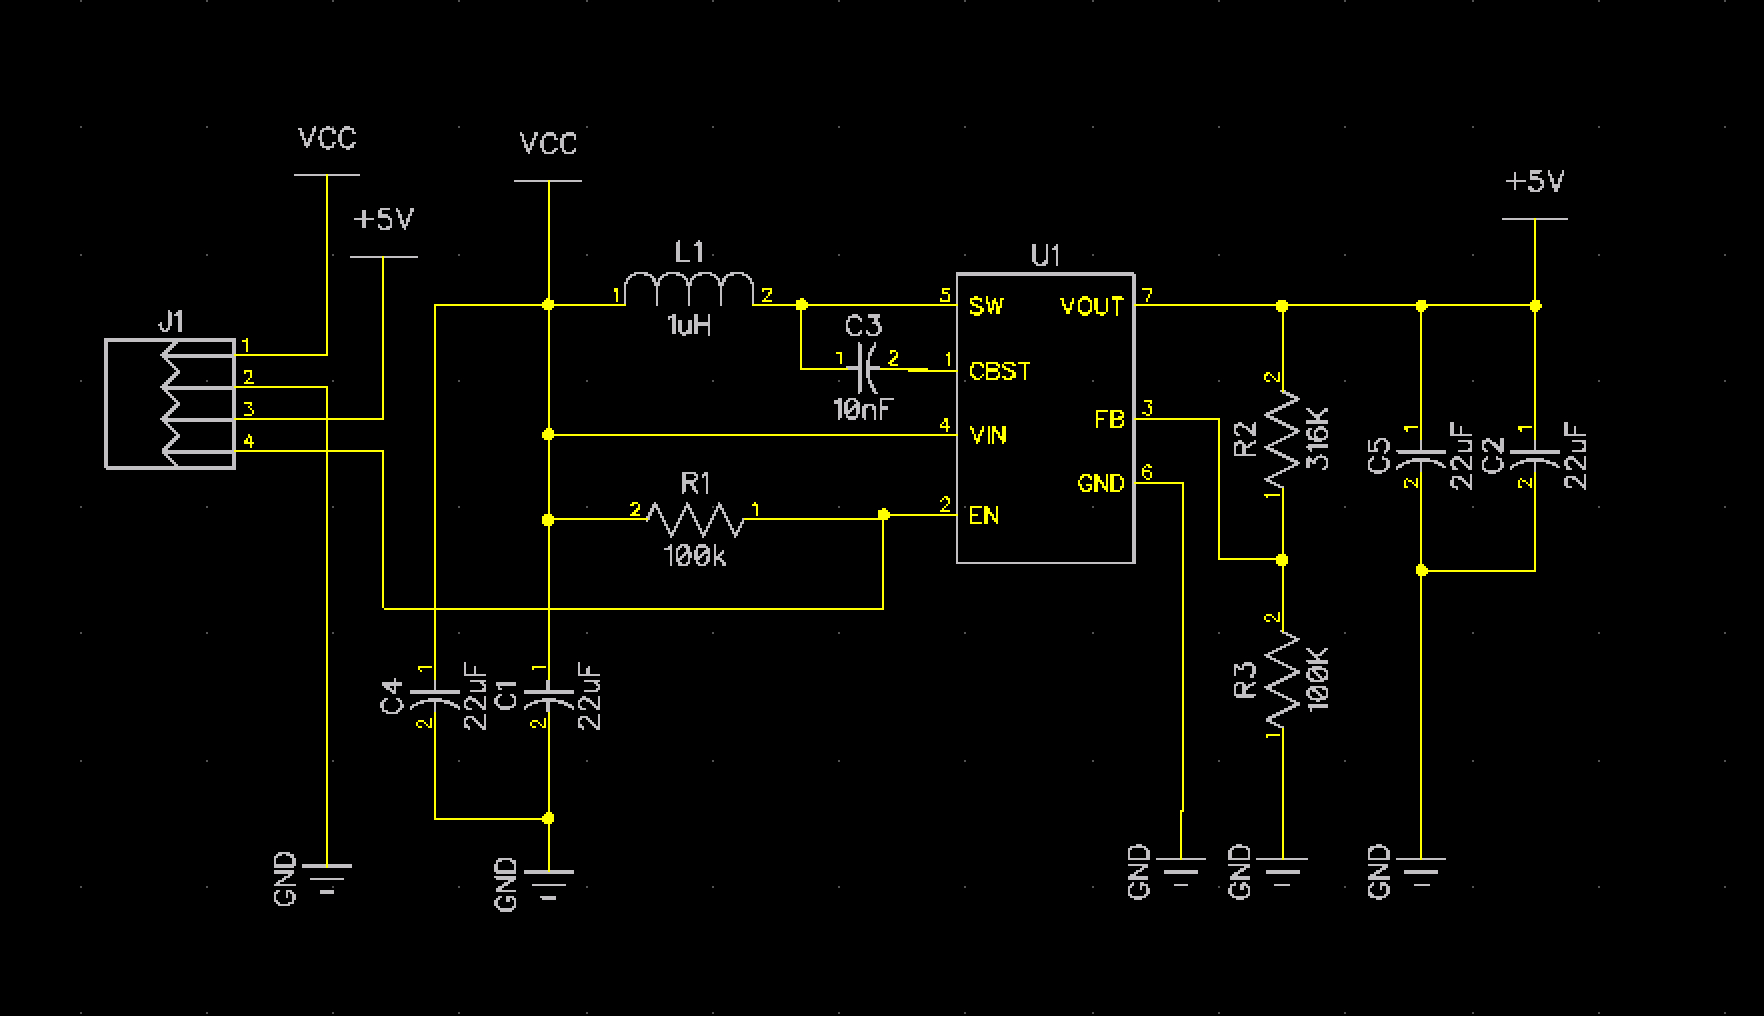 VCC
VCC
+5V
+5V
L1
U1
1
2
5
SW
VOUT
7
J1
1uH
C3
1
1
2
1
CBST
2
2
10nF
3
FB
3
R2
316K
4
4
VIN
1
1
C5
22uF
C2
22uF
GND
6
2
2
R1
2
1
1
2
EN
100k
2
1
1
C4
22uF
C1
22uF
R3
100K
2
2
1
GND
GND
GND
GND
GND